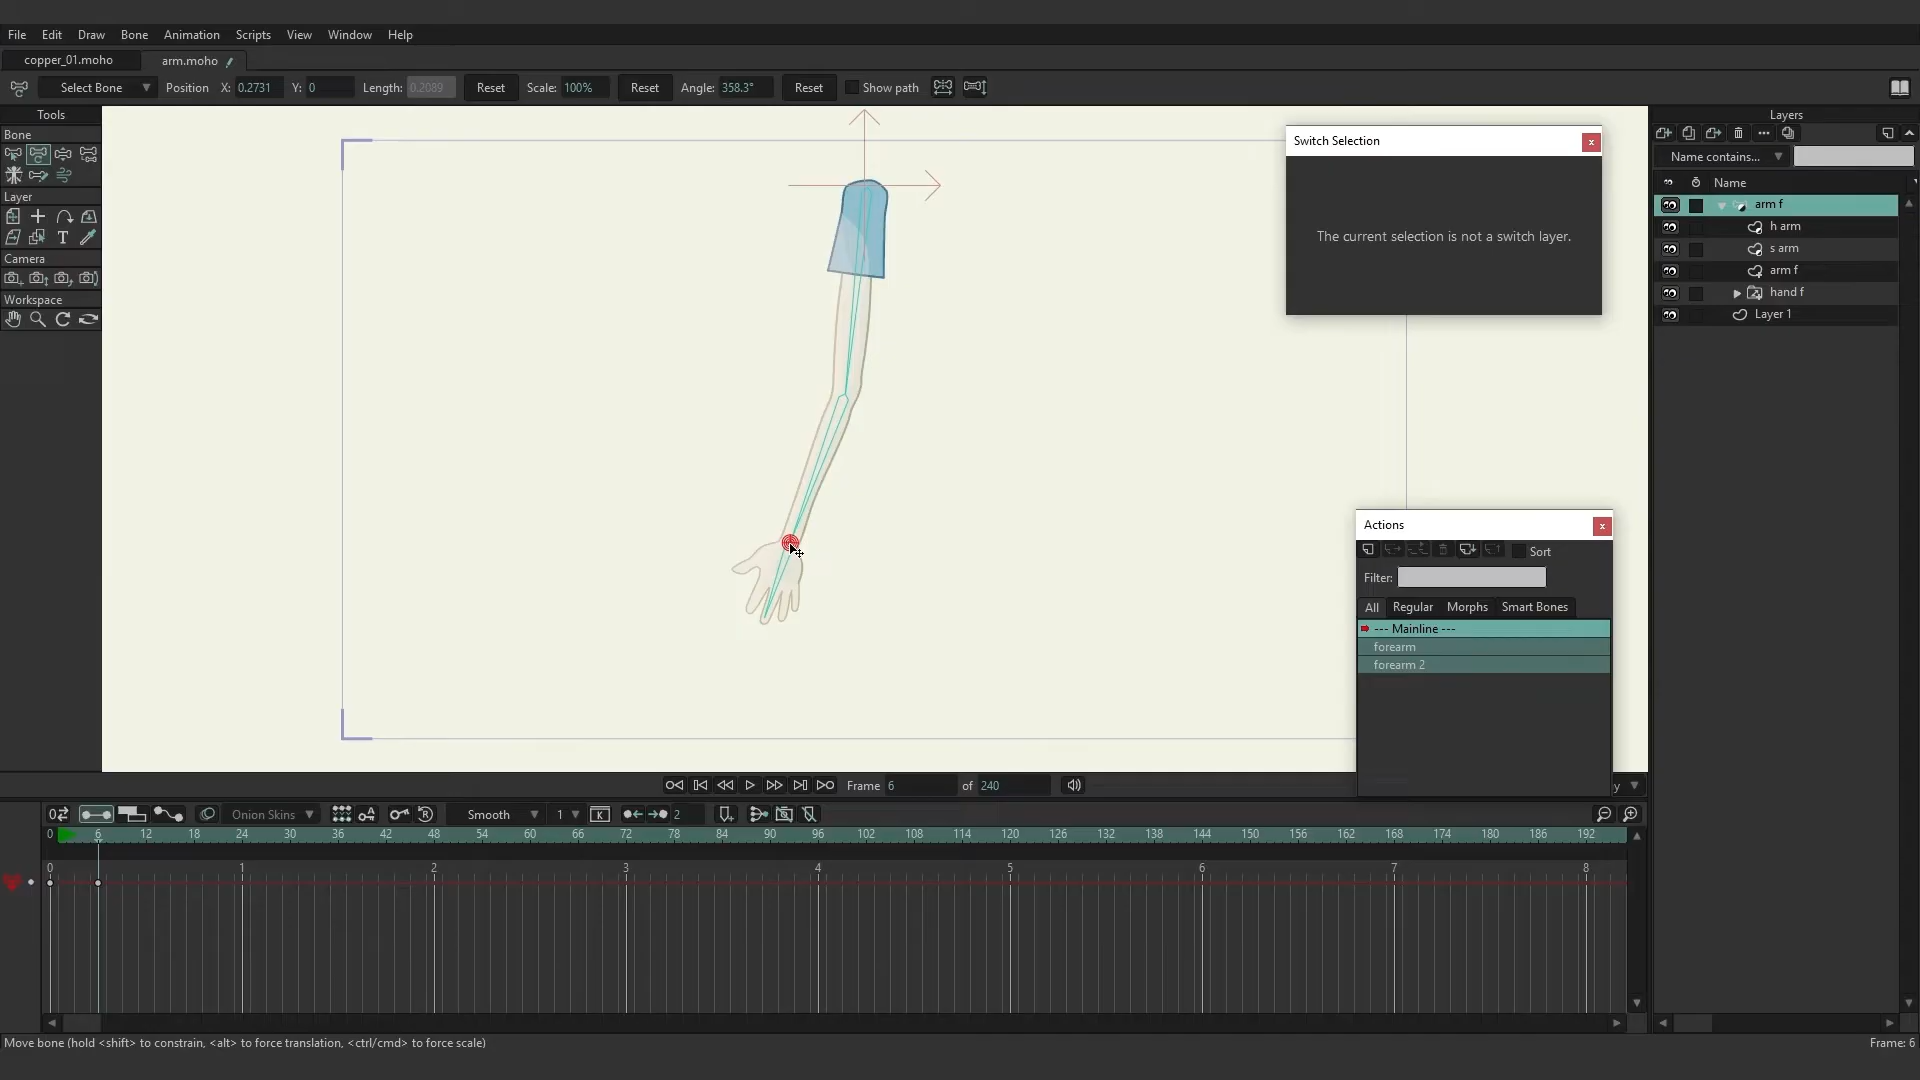 File Edit Draw Bone Animation Scripts View Window Help
copper_01.moho arm.moho
Select Bone Position X: 0.2731 Y: 0 Length: 0.2089 Reset Scale: 100% Reset Angle: 358.3° Reset Show path
Tools
Bone
Layer
Camera
Workspace
Switch Selection
The current selection is not a switch layer.
Layers
Name contains...
Name
arm f
h arm
s arm
arm f
hand f
Layer 1
Actions
Sort
Filter:
All Regular Morphs Smart Bones
--- Mainline ---
forearm
forearm 2
Frame 6 of 240 y
Onion Skins Smooth 1 2
0 6 12 18 24 30 36 42 48 54 60 66 72 78 84 90 96 102 108 114 120 126 132 138 144 150 156 162 168 174 180 186 192
0 1 2 3 4 5 6 7 8
Move bone (hold <shift> to constrain, <alt> to force translation, <ctrl/cmd> to force scale) Frame: 6